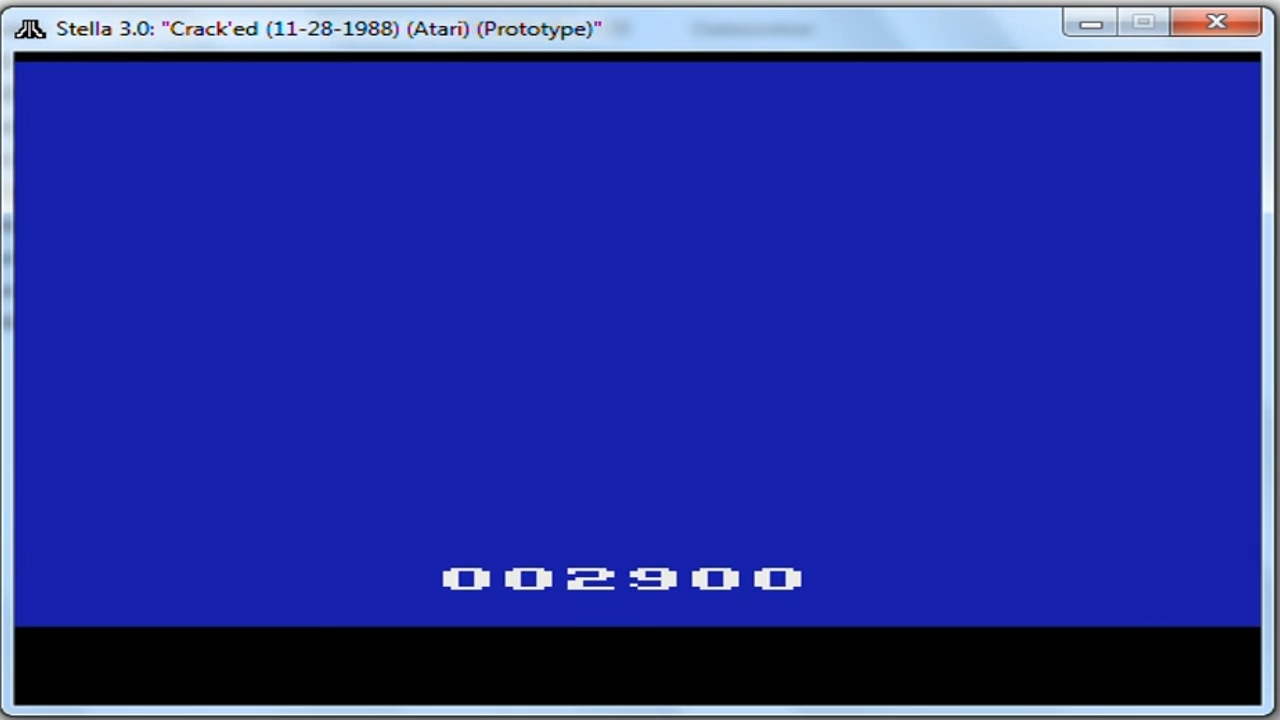 Stella 3.0: "Crack'ed (11-28-1988) (Atari) (Prototype)"
002900